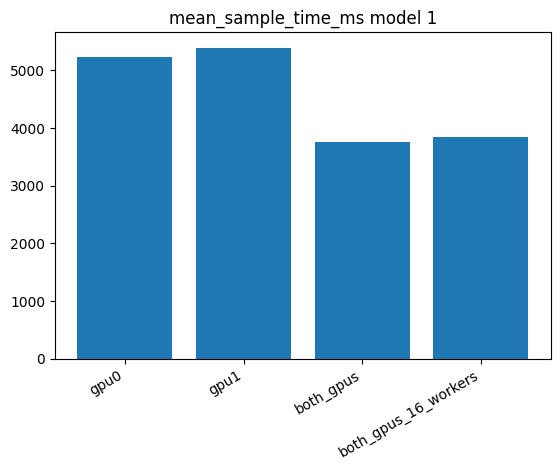 mean_sample_time_ms model 1
5000
4000
3000
2000
1000
0
gpu0
gpu1
both_gpus
both_gpus_16_workers